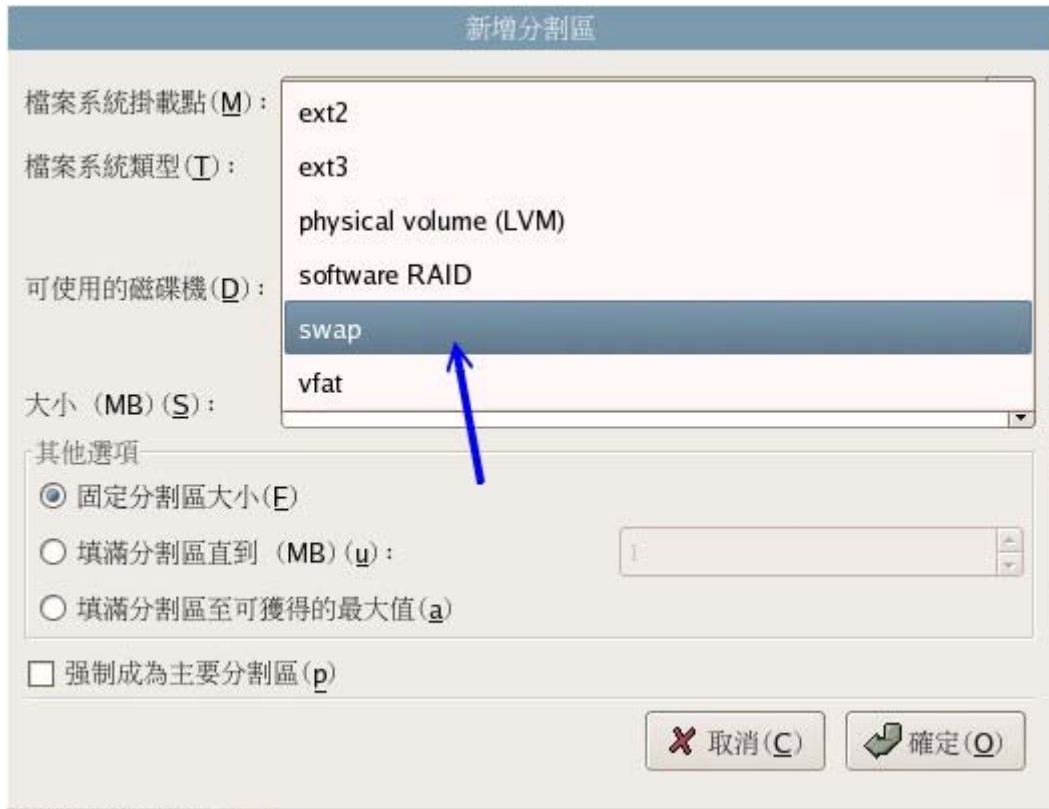 新增分割區
檔案系統掛載點(M)：
ext2
檔案系統類型(T)：
ext3
physical volume (LVM)
software RAID
可使用的磁碟機(D)：
swap
vfat
大小 (MB)(S)：
其他選項
固定分割區大小(F)
填滿分割區直到 (MB)(u)：
1
填滿分割區至可獲得的最大值(a)
强制成為主要分割區(p)
取消(C)
確定(O)